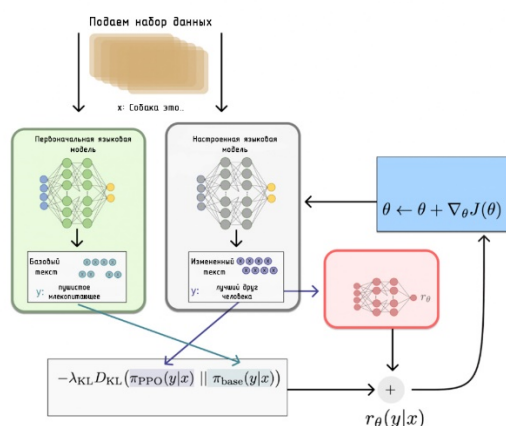 Подаем набор данных
x: Собака это..
Первоначальная языковая
модель
Настроенная языковая
модель
Базовый
текст
y:
пушистое
млекопитающее
Измененный
текст
y:
лучший друг
человека
θ ← θ + ∇θJ(θ)
rθ
−λKL DKL(πPPO(y|x) || πbase(y|x))
+
rθ(y|x)